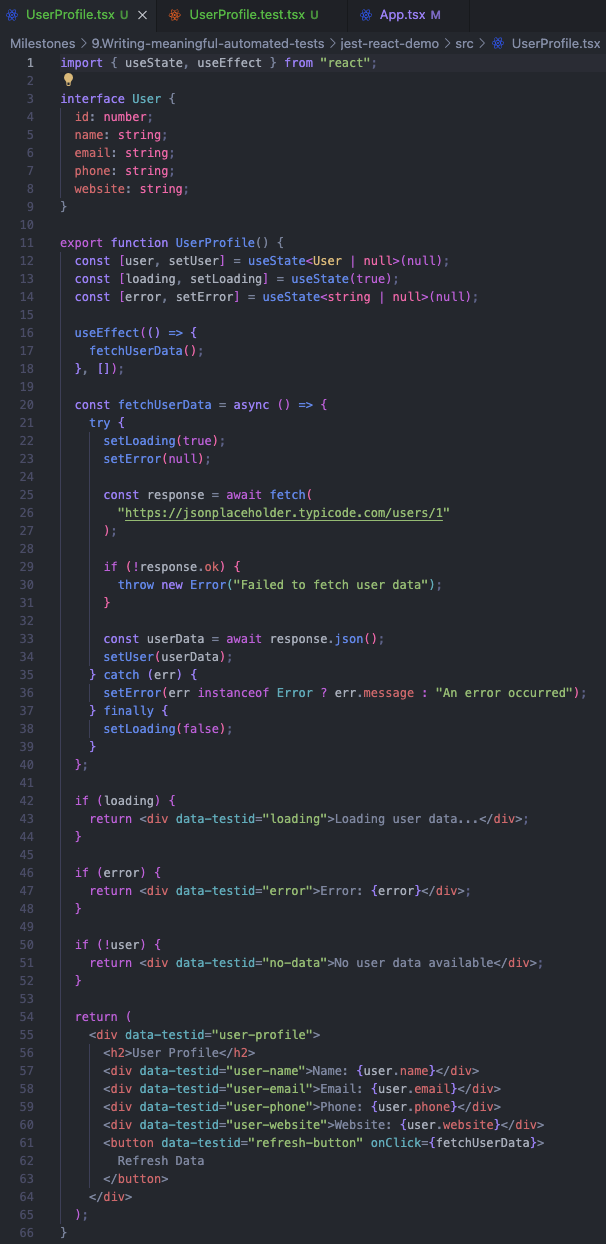 UserProfile.tsx U
UserProfile.test.tsx U
App.tsx M
Milestones > 9.Writing-meaningful-automated-tests > jest-react-demo > src > UserProfile.tsx
1 import { useState, useEffect } from "react";
2
3 interface User {
4   id: number;
5   name: string;
6   email: string;
7   phone: string;
8   website: string;
9 }
10
11 export function UserProfile() {
12   const [user, setUser] = useState<User | null>(null);
13   const [loading, setLoading] = useState(true);
14   const [error, setError] = useState<string | null>(null);
15
16   useEffect(() => {
17     fetchUserData();
18   }, []);
19
20   const fetchUserData = async () => {
21     try {
22       setLoading(true);
23       setError(null);
24
25       const response = await fetch(
26         "https://jsonplaceholder.typicode.com/users/1"
27       );
28
29       if (!response.ok) {
30         throw new Error("Failed to fetch user data");
31       }
32
33       const userData = await response.json();
34       setUser(userData);
35     } catch (err) {
36       setError(err instanceof Error ? err.message : "An error occurred");
37     } finally {
38       setLoading(false);
39     }
40   };
41
42   if (loading) {
43     return <div data-testid="loading">Loading user data...</div>;
44   }
45
46   if (error) {
47     return <div data-testid="error">Error: {error}</div>;
48   }
49
50   if (!user) {
51     return <div data-testid="no-data">No user data available</div>;
52   }
53
54   return (
55     <div data-testid="user-profile">
56       <h2>User Profile</h2>
57       <div data-testid="user-name">Name: {user.name}</div>
58       <div data-testid="user-email">Email: {user.email}</div>
59       <div data-testid="user-phone">Phone: {user.phone}</div>
60       <div data-testid="user-website">Website: {user.website}</div>
61       <button data-testid="refresh-button" onClick={fetchUserData}>
62         Refresh Data
63       </button>
64     </div>
65   );
66 }